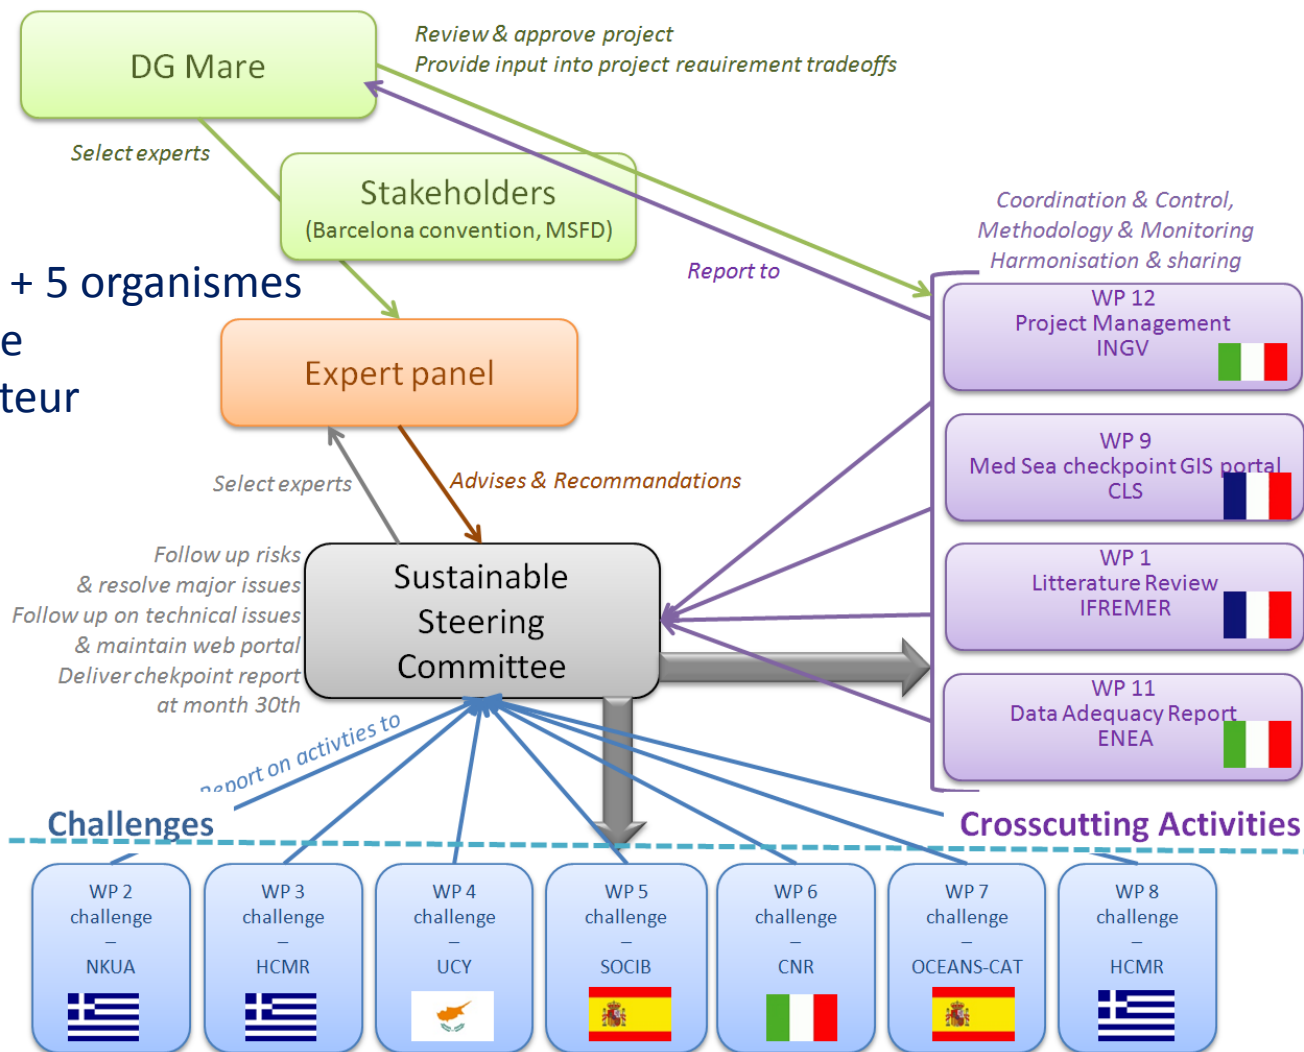 DG Mare
Review & approve project
Provide input into project reauirement tradeoffs
Select experts
Stakeholders
(Barcelona convention, MSFD)
Coordination & Control,
Methodology & Monitoring
Harmonisation & sharing
Report to
+ 5 organismes
e
teur
WP 12
Project Management
INGV
Expert panel
WP 9
Med Sea checkpoint GIS portal
CLS
Select experts
Advises & Recommandations
Follow up risks
& resolve major issues
Follow up on technical issues
& maintain web portal
Deliver chekpoint report
at month 30th
Sustainable
Steering
Committee
WP 1
Litterature Review
IFREMER
WP 11
Data Adequacy Report
ENEA
Report on activties to
Challenges
Crosscutting Activities
WP 2
challenge
–
NKUA
WP 3
challenge
–
HCMR
WP 4
challenge
–
UCY
WP 5
challenge
–
SOCIB
WP 6
challenge
–
CNR
WP 7
challenge
–
OCEANS-CAT
WP 8
challenge
–
HCMR